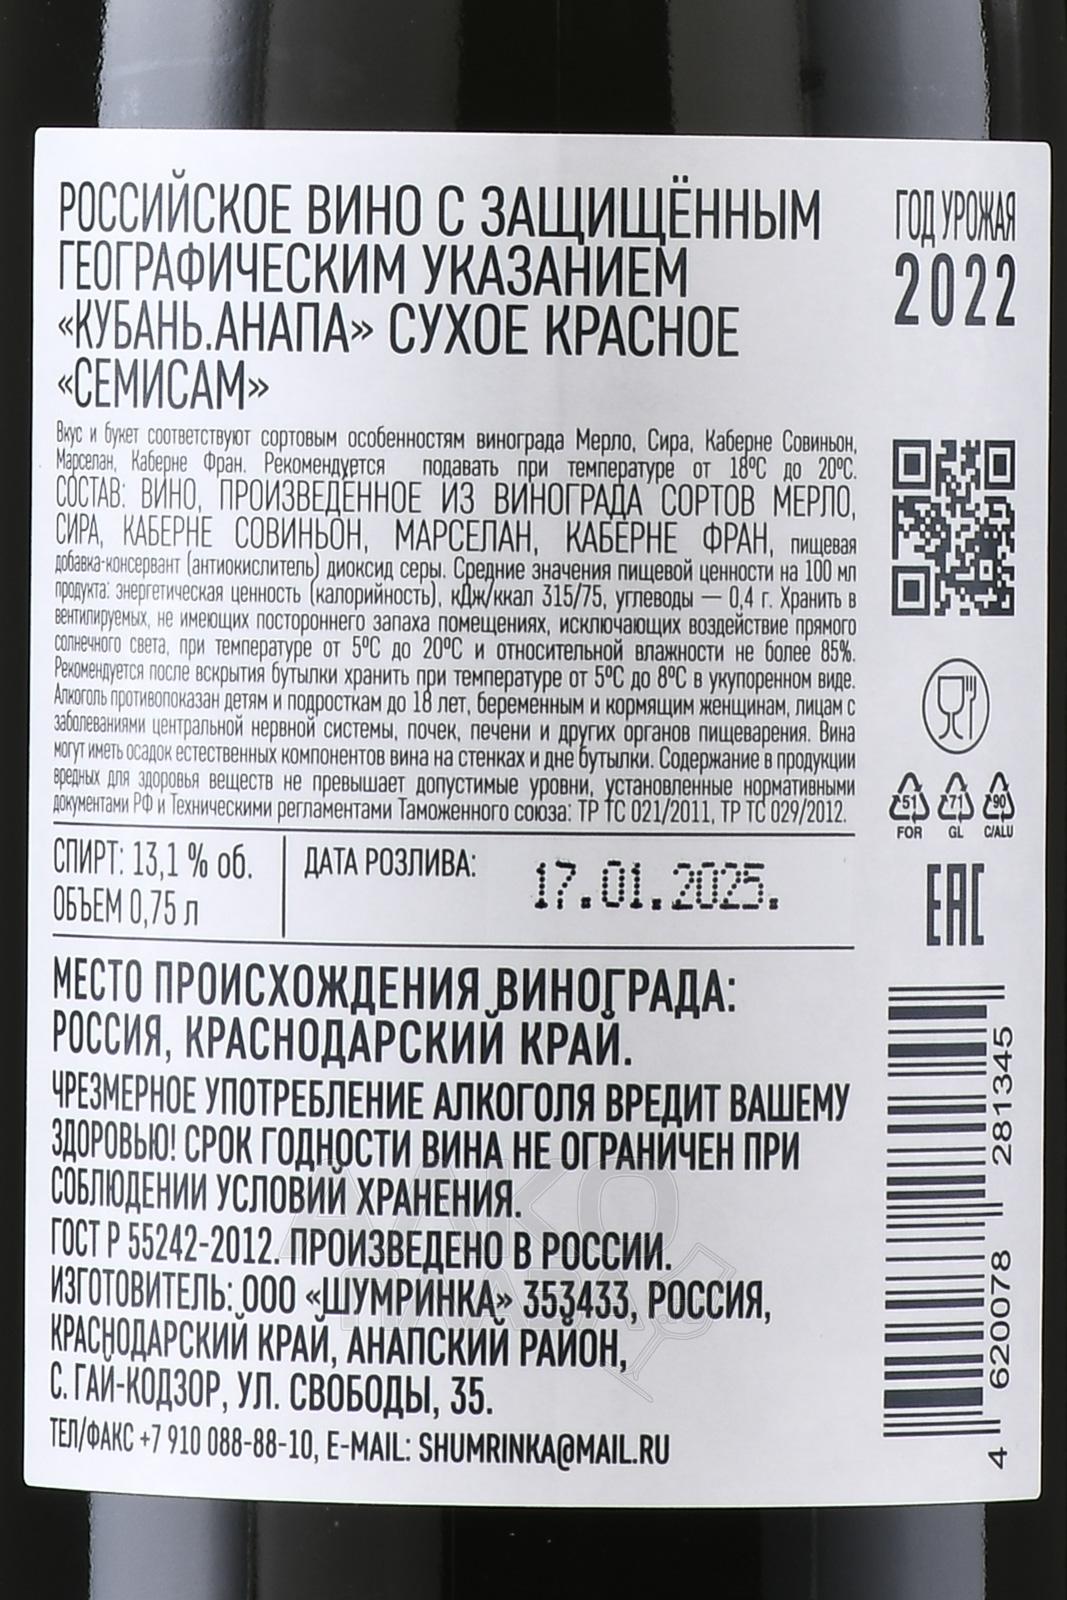 РОССИЙСКОЕ ВИНО С ЗАЩИЩЁННЫМ
ГЕОГРАФИЧЕСКИМ УКАЗАНИЕМ
«КУБАНЬ.АНАПА» СУХОЕ КРАСНОЕ
«СЕМИСАМ»
Вкус и букет соответствуют сортовым особенностям винограда Мерло, Сира, Каберне Совиньон,
Марселан, Каберне Фран. Рекомендуется подавать при температуре от 18ºС до 20ºС.
СОСТАВ: ВИНО, ПРОИЗВЕДЁННОЕ ИЗ ВИНОГРАДА СОРТОВ МЕРЛО,
СИРА, КАБЕРНЕ СОВИНЬОН, МАРСЕЛАН, КАБЕРНЕ ФРАН, пищевая
добавка-консервант (антиокислитель) диоксид серы. Средние значения пищевой ценности на 100 мл
продукта: энергетическая ценность (калорийность), кДж/ккал 315/75, углеводы — 0,4 г. Хранить в
вентилируемых, не имеющих постороннего запаха помещениях, исключающих воздействие прямого
солнечного света, при температуре от 5ºС до 20ºС и относительной влажности не более 85%.
Рекомендуется после вскрытия бутылки хранить при температуре от 5ºС до 8ºС в укупоренном виде.
Алкоголь противопоказан детям и подросткам до 18 лет, беременным и кормящим женщинам, лицам с
заболеваниями центральной нервной системы, почек, печени и других органов пищеварения. Вина
могут иметь осадок естественных компонентов вина на стенках и дне бутылки. Содержание в продукции
вредных для здоровья веществ не превышает допустимые уровни, установленные нормативными
документами РФ и Техническими регламентами Таможенного союза: ТР ТС 021/2011, ТР ТС 029/2012.
СПИРТ: 13,1 % об.
ОБЪЕМ 0,75 л
ДАТА РОЗЛИВА:
17.01.2025.
МЕСТО ПРОИСХОЖДЕНИЯ ВИНОГРАДА:
РОССИЯ, КРАСНОДАРСКИЙ КРАЙ.
ЧРЕЗМЕРНОЕ УПОТРЕБЛЕНИЕ АЛКОГОЛЯ ВРЕДИТ ВАШЕМУ
ЗДОРОВЬЮ! СРОК ГОДНОСТИ ВИНА НЕ ОГРАНИЧЕН ПРИ
СОБЛЮДЕНИИ УСЛОВИЙ ХРАНЕНИЯ.
ГОСТ Р 55242-2012. ПРОИЗВЕДЕНО В РОССИИ.
ИЗГОТОВИТЕЛЬ: ООО «ШУМРИНКА» 353433, РОССИЯ,
КРАСНОДАРСКИЙ КРАЙ, АНАПСКИЙ РАЙОН,
С. ГАЙ-КОДЗОР, УЛ. СВОБОДЫ, 35.
ТЕЛ/ФАКС +7 910 088-88-10, E-MAIL: SHUMRINKA@MAIL.RU
ГОД УРОЖАЯ
2022
51 71 90
FOR GL C/ALU
EAC
4 620078 281345
АЛКО
ПЛАЗА